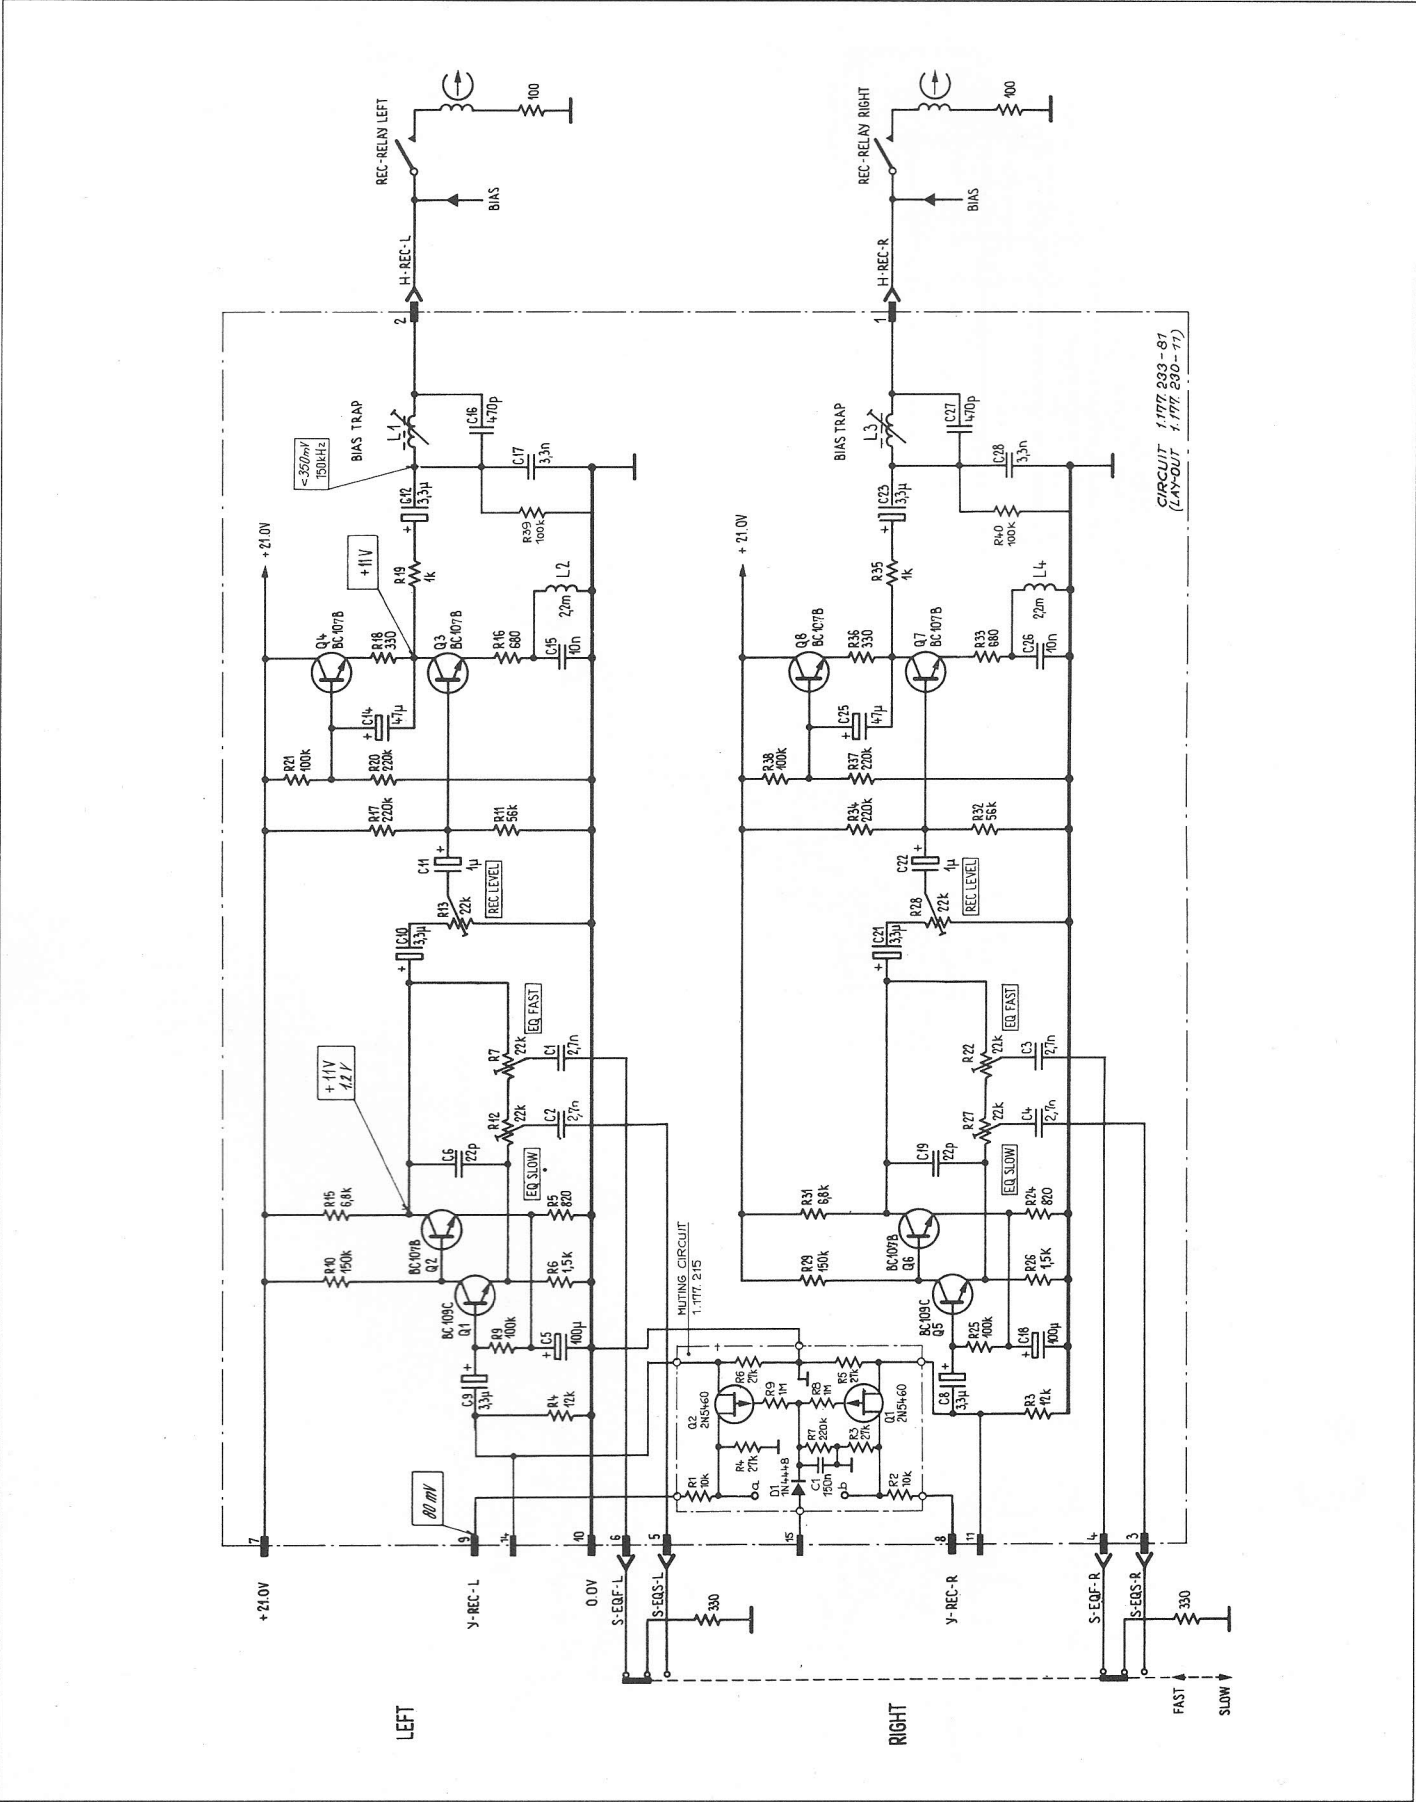 LEFT
+21.0V
7
Y-REC-L
9
80 mV
14
0.0V
10
S-EQF-L
6
S-EQS-L
5
330
C9
3,3µ
R4
12k
BC109C
Q1
R9
100k
C5
100µ
R10
150k
BC107B
Q2
R6
1,5k
R15
6,8k
R5
820
C6
22p
EQ SLOW
+11V
1.2V
R12
22k
C2
2,7n
R7
22k
C1
2,7n
EQ FAST
C10
3,3µ
R13
22k
REC LEVEL
C11
1µ
R17
220k
R11
56k
R21
100k
R20
220k
C14
47µ
Q4
BC107B
R18
330
Q3
BC107B
R16
680
C15
10n
+11V
+21.0V
R19
1k
L2
2,2m
C12
3,3µ
R39
100k
<350mV
150kHz
C17
3,3n
BIAS TRAP
L1
C16
470p
2
H-REC-L
BIAS
REC-RELAY LEFT
100
MUTING CIRCUIT
1.177.215
R1
10k
a
R4
27k
Q2
2N5460
R6
27k
R9
1M
R8
1M
R5
27k
D1
1N4448
R7
220k
C1
150n
R3
27k
Q1
2N5460
b
R2
10k
15
RIGHT
Y-REC-R
8
11
S-EQF-R
4
S-EQS-R
3
330
FAST
SLOW
C8
3,3µ
R3
12k
BC109C
Q5
R25
100k
C18
100µ
R29
150k
BC107B
Q6
R26
1,5K
R31
6,8k
R24
820
C19
22p
EQ SLOW
R27
22k
C4
2,7n
R22
22k
C3
2,7n
EQ FAST
C21
3,3µ
R28
22k
REC LEVEL
C22
1µ
R34
220k
R32
56k
R38
100k
R37
220k
C25
47µ
Q8
BC107B
R36
330
Q7
BC107B
R33
680
C26
10n
+21.0V
R35
1k
L4
2,2m
C23
3,3µ
R40
100k
C28
3,3n
BIAS TRAP
L3
C27
470p
1
H-REC-R
BIAS
REC-RELAY RIGHT
100
CIRCUIT 1.177.233-81
(LAY-OUT 1.177.230-11)